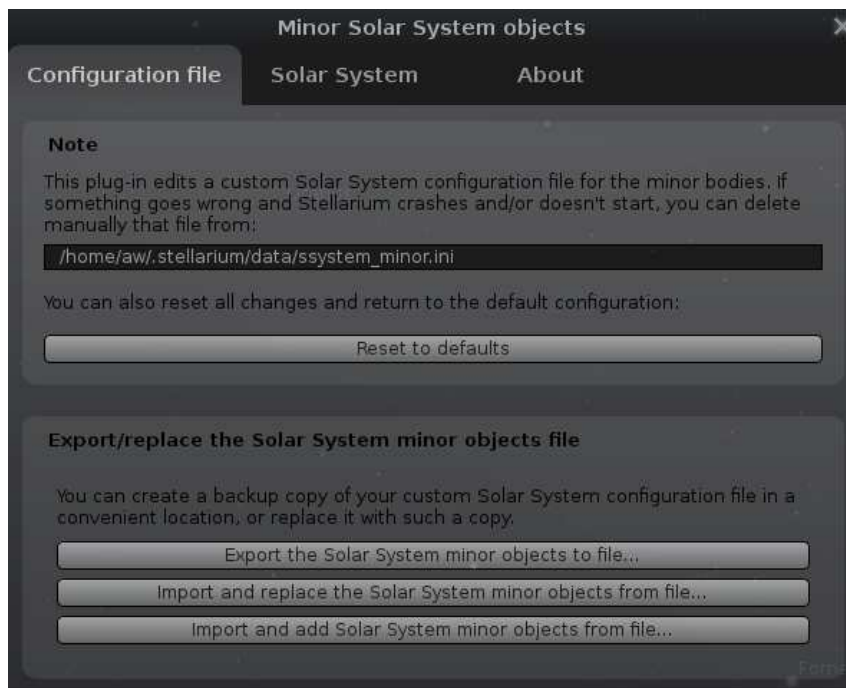 Minor Solar System objects
Configuration file
Solar System
About
Note
This plug-in edits a custom Solar System configuration file for the minor bodies. If
something goes wrong and Stellarium crashes and/or doesn't start, you can delete
manually that file from:
/home/aw/.stellarium/data/ssystem_minor.ini
You can also reset all changes and return to the default configuration:
Reset to defaults
Export/replace the Solar System minor objects file
You can create a backup copy of your custom Solar System configuration file in a
convenient location, or replace it with such a copy.
Export the Solar System minor objects to file...
Import and replace the Solar System minor objects from file...
Import and add Solar System minor objects from file...